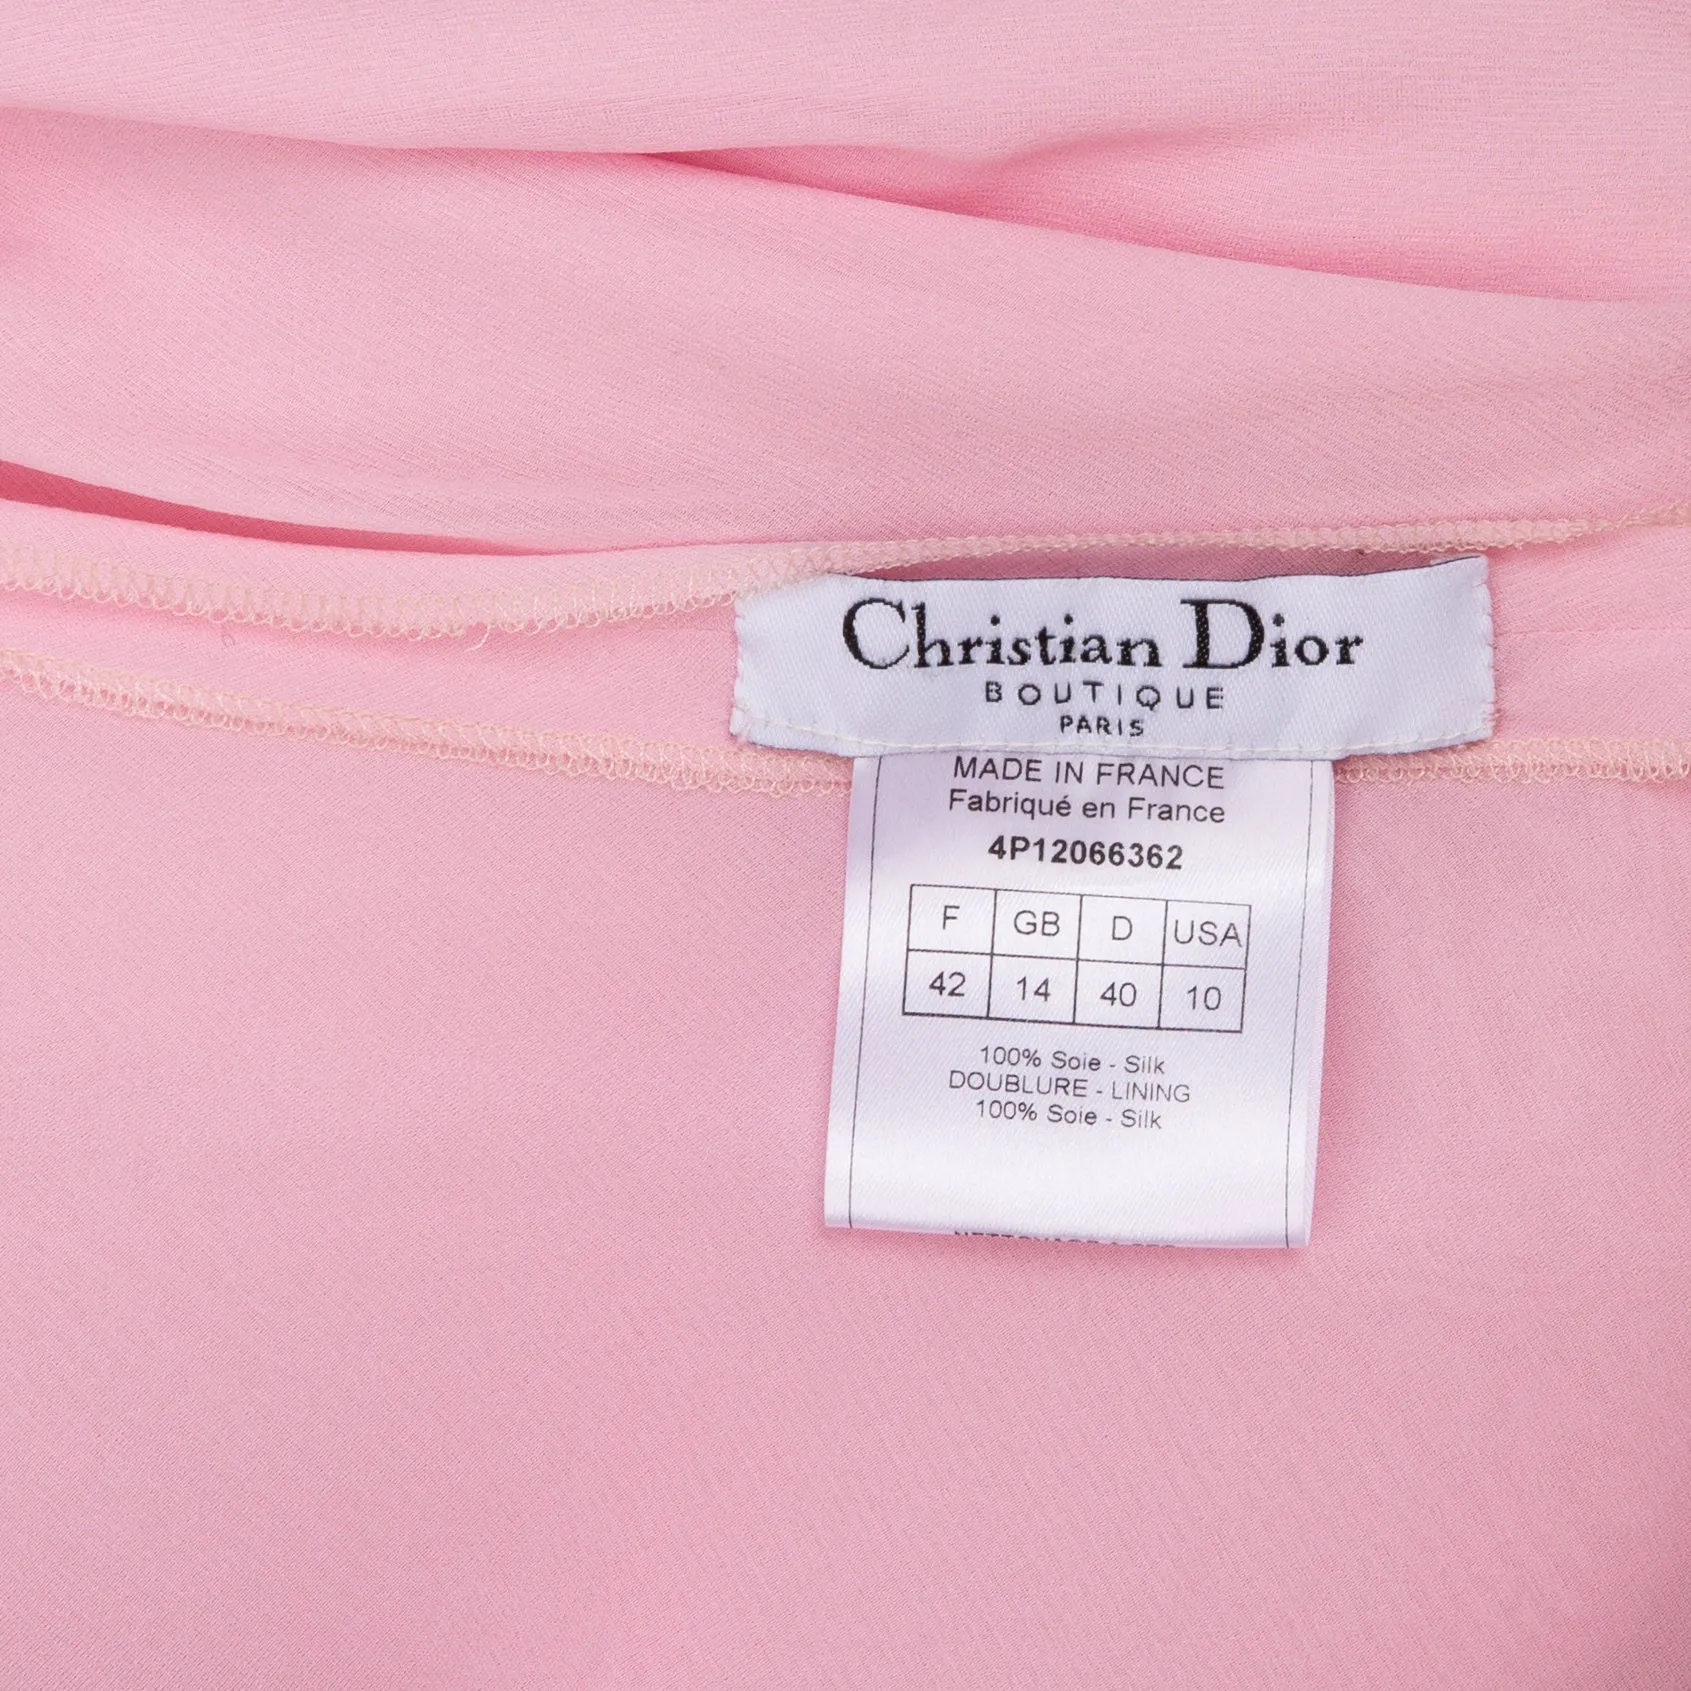 Christian Dior
BOUTIQUE
PARIS
MADE IN FRANCE
Fabriqué en France
4P12066362
F GB D USA
42 14 40 10
100% Soie - Silk
DOUBLURE - LINING
100% Soie - Silk